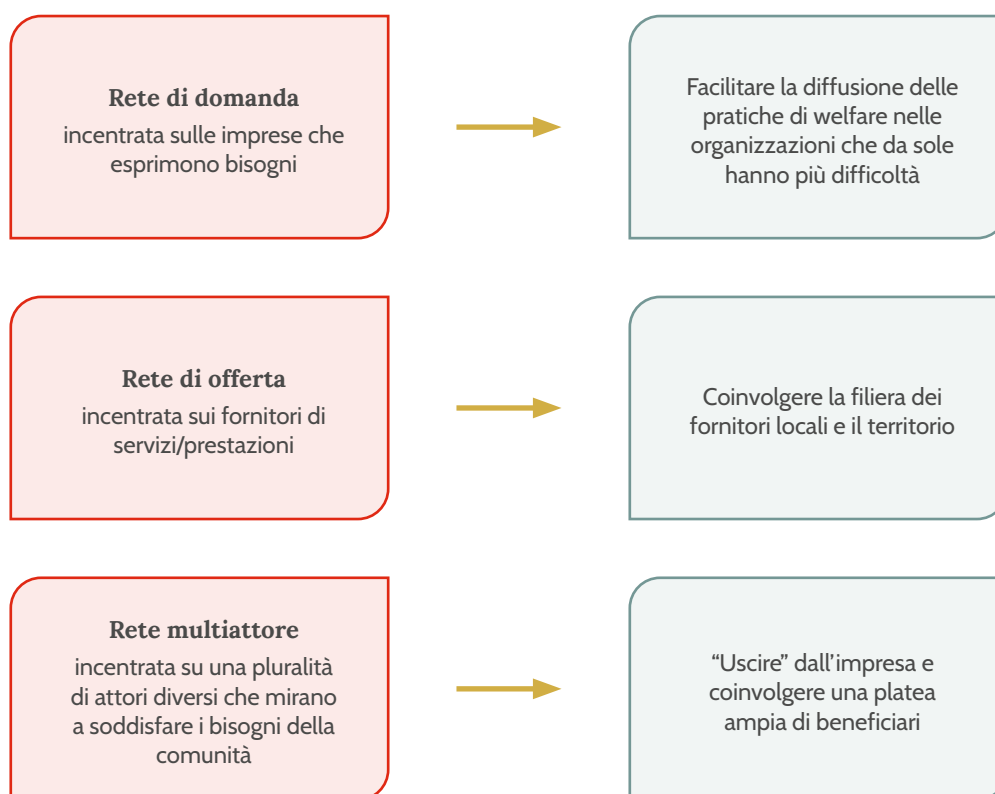 Rete di domanda
incentrata sulle imprese che
esprimono bisogni
Facilitare la diffusione delle
pratiche di welfare nelle
organizzazioni che da sole
hanno più difficoltà
Rete di offerta
incentrata sui fornitori di
servizi/prestazioni
Coinvolgere la filiera dei
fornitori locali e il territorio
Rete multiattore
incentrata su una pluralità
di attori diversi che mirano
a soddisfare i bisogni della
comunità
“Uscire” dall’impresa e
coinvolgere una platea
ampia di beneficiari